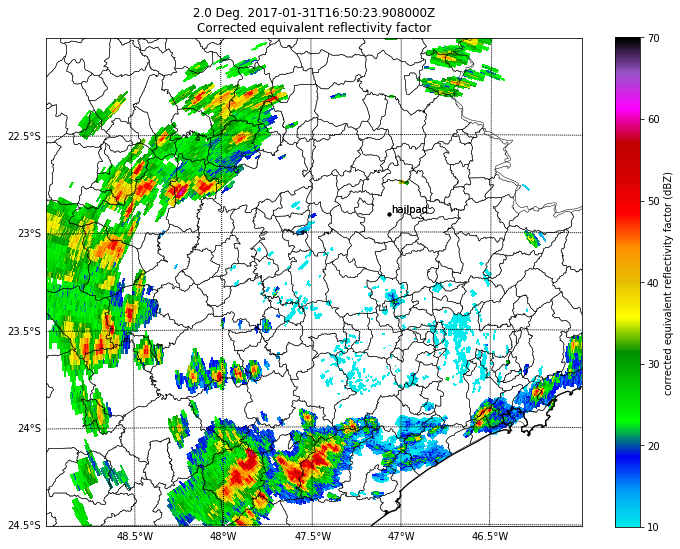 2.0 Deg. 2017-01-31T16:50:23.908000Z
Corrected equivalent reflectivity factor
22.5°S
23°S
23.5°S
24°S
24.5°S
48.5°W
48°W
47.5°W
47°W
46.5°W
hailpad
70
60
50
40
30
20
10
corrected equivalent reflectivity factor (dBZ)